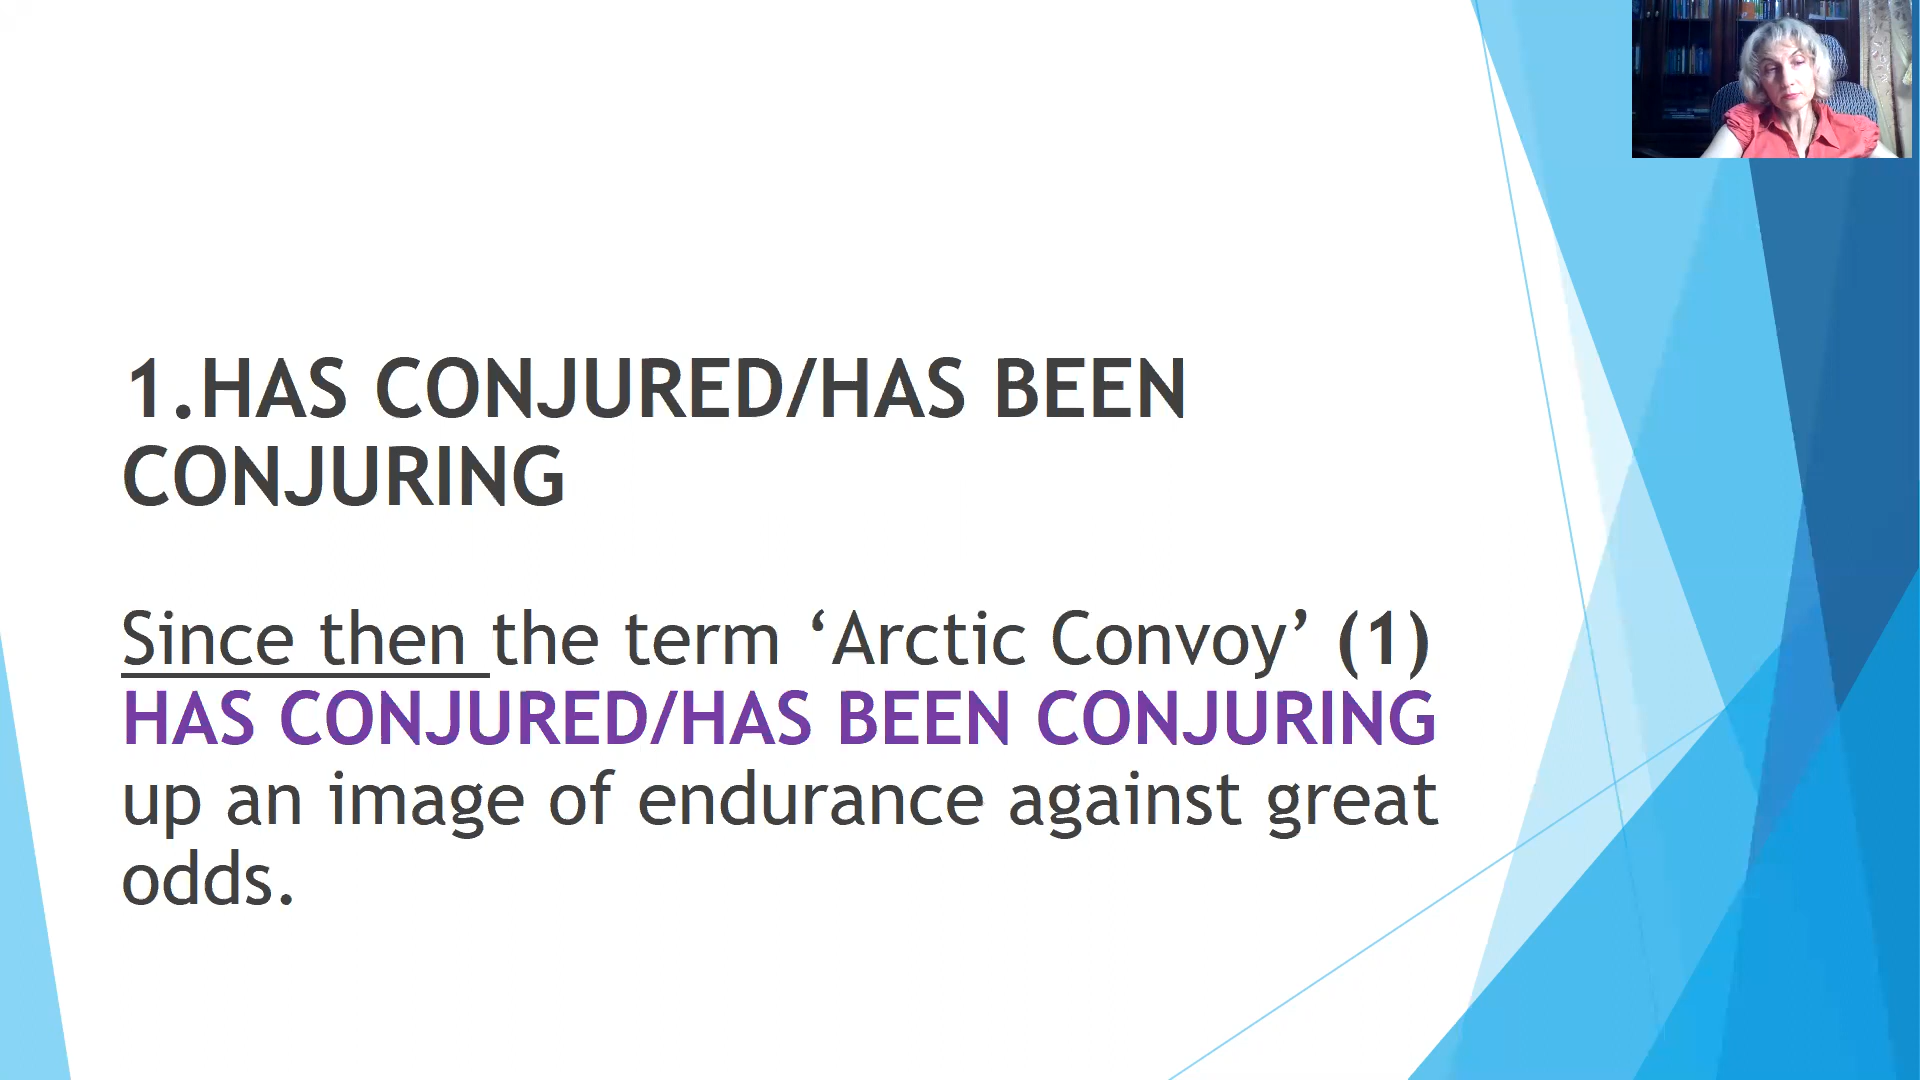 1.HAS CONJURED/HAS BEEN
CONJURING
Since then the term ‘Arctic Convoy’ (1)
HAS CONJURED/HAS BEEN CONJURING
up an image of endurance against great
odds.